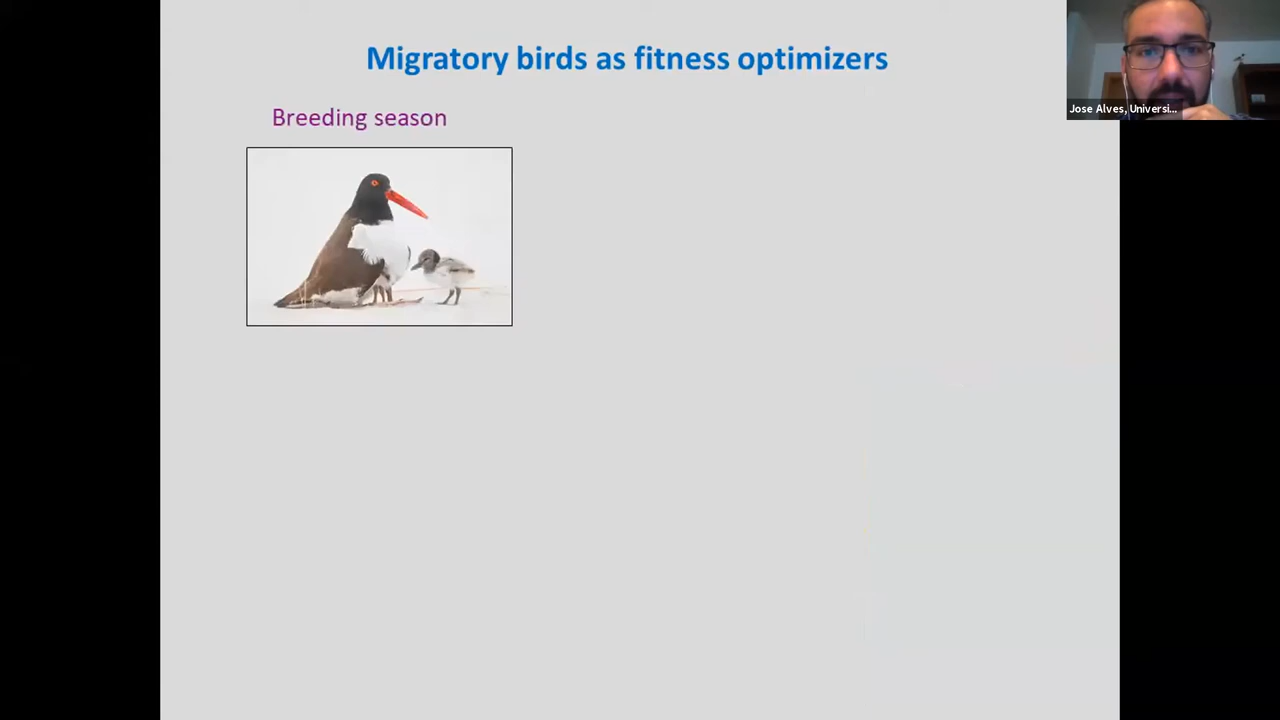 Migratory birds as fitness optimizers
Jose Alves, Universi...
Breeding season